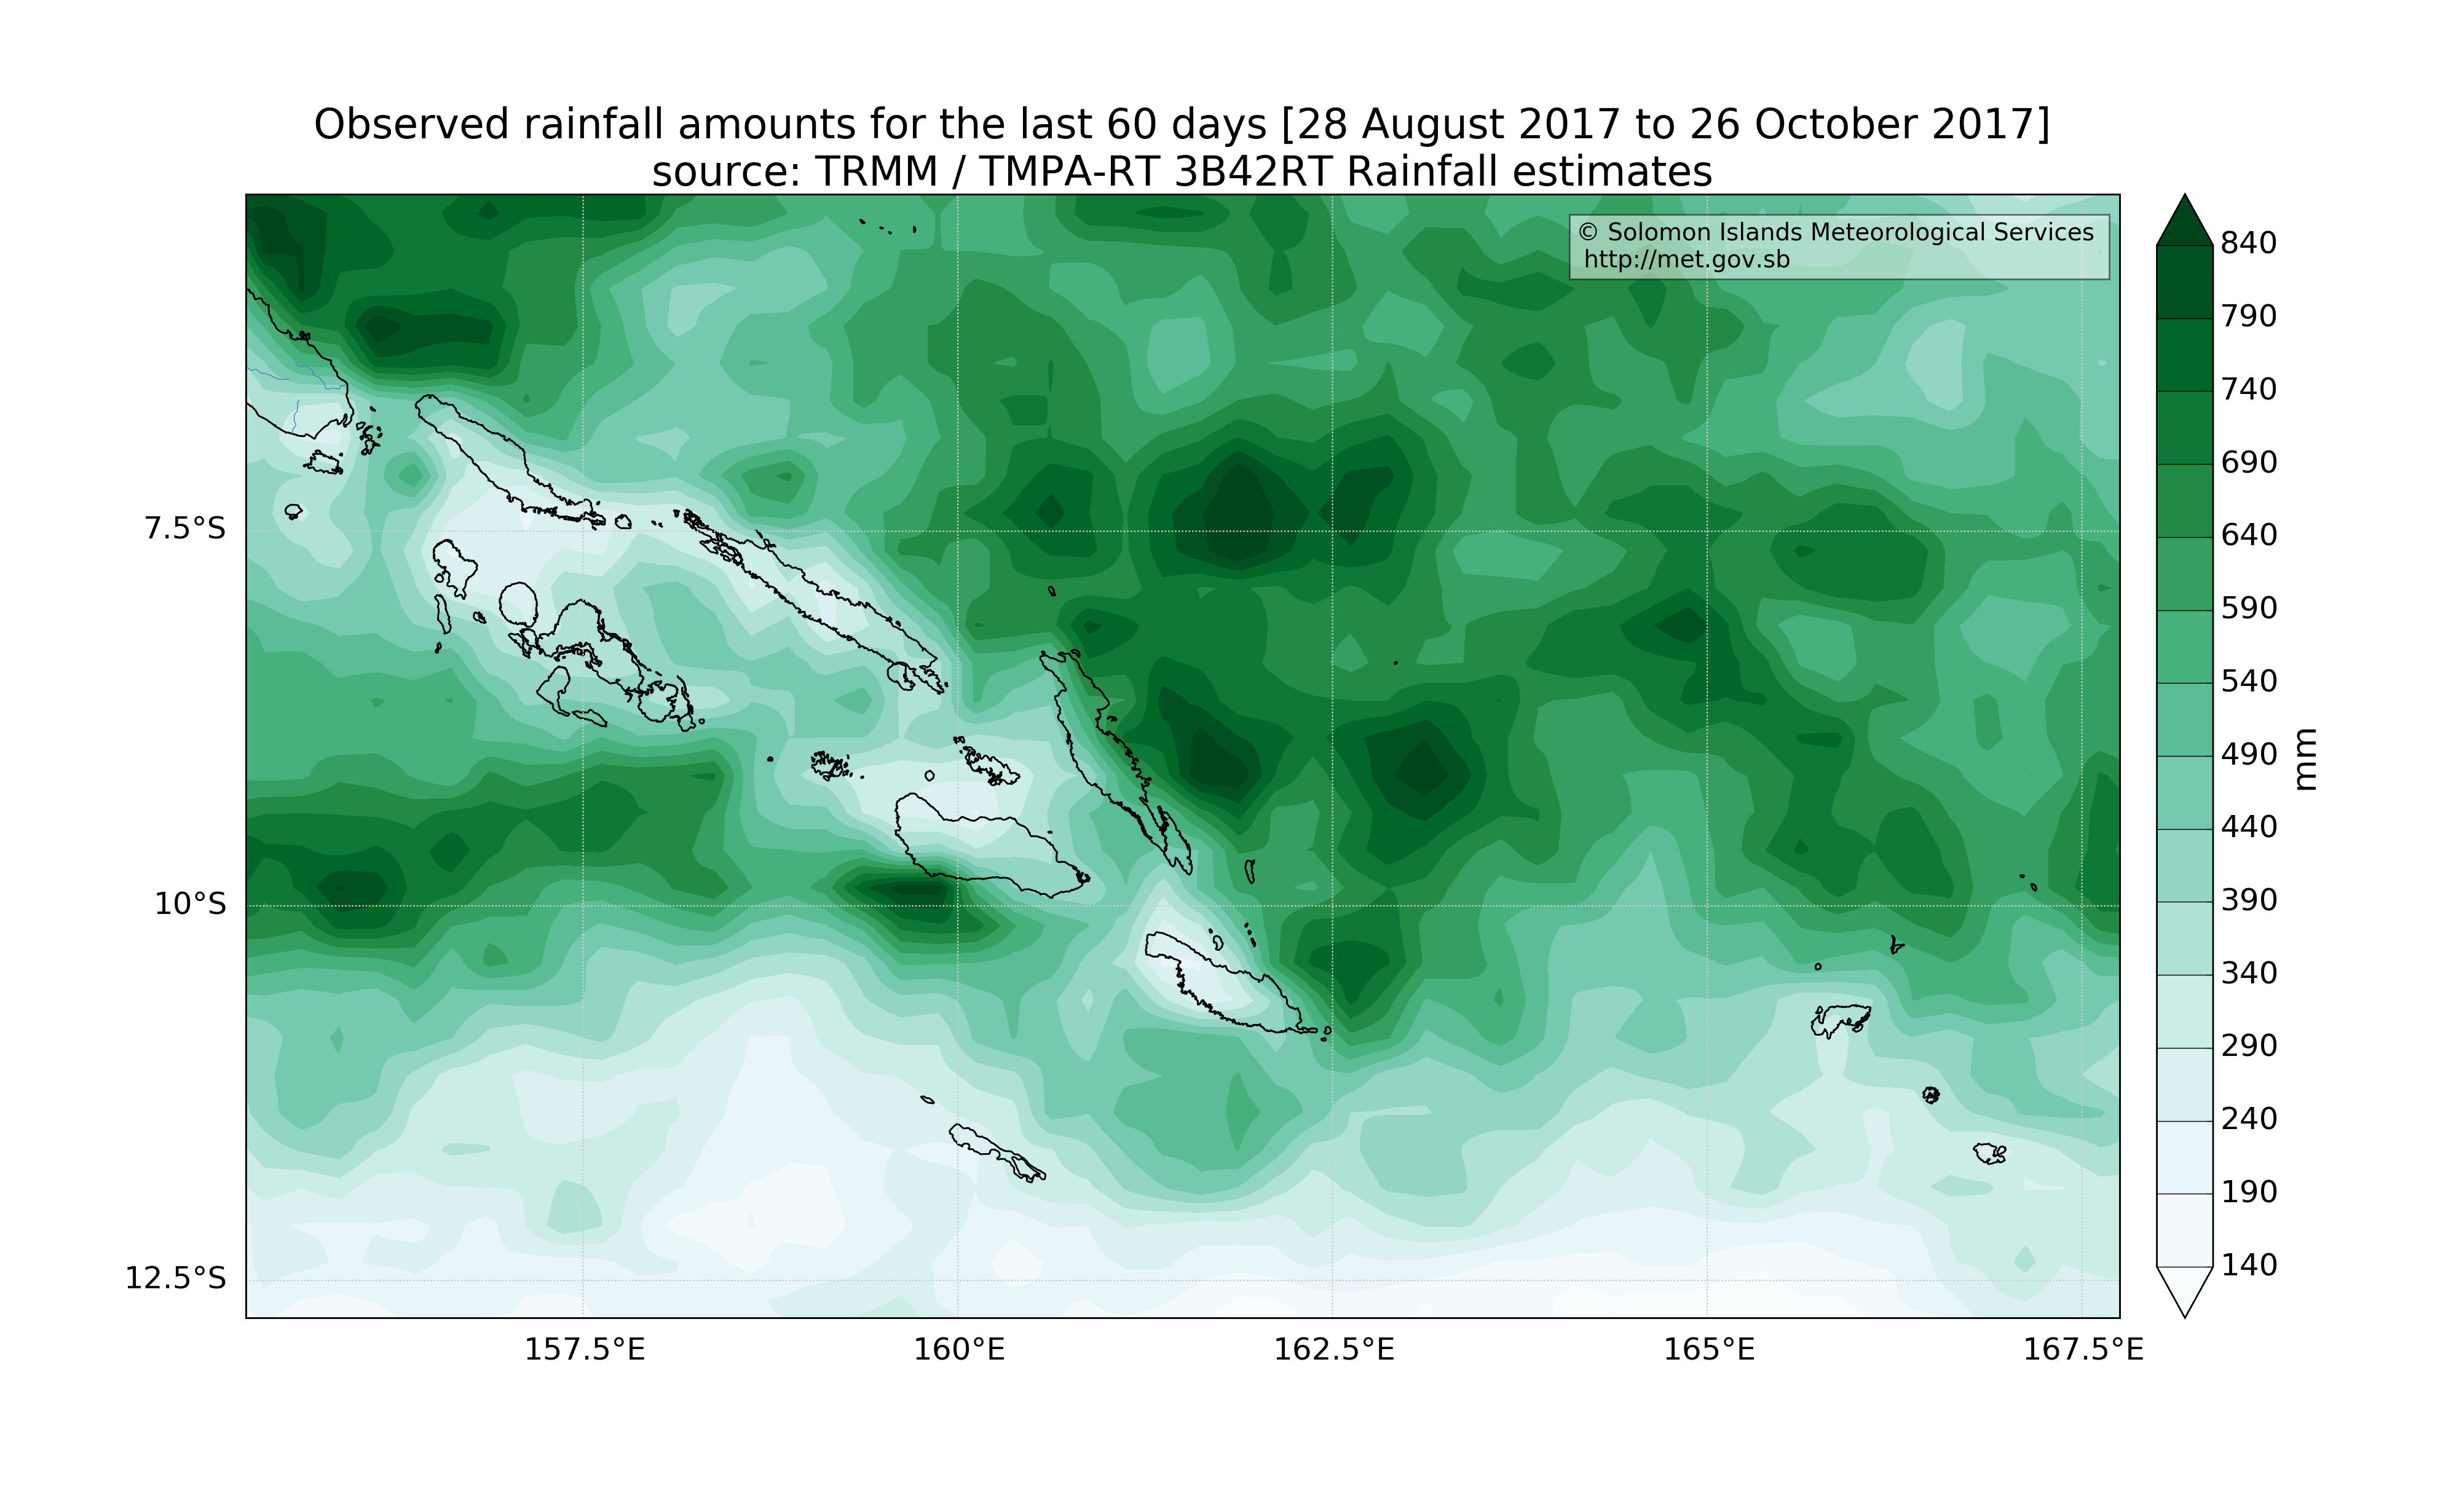 Observed rainfall amounts for the last 60 days [28 August 2017 to 26 October 2017]
source: TRMM / TMPA-RT 3B42RT Rainfall estimates
© Solomon Islands Meteorological Services
http://met.gov.sb
7.5°S
10°S
12.5°S
157.5°E
160°E
162.5°E
165°E
167.5°E
840
790
740
690
640
590
540
490
440
390
340
290
240
190
140
mm